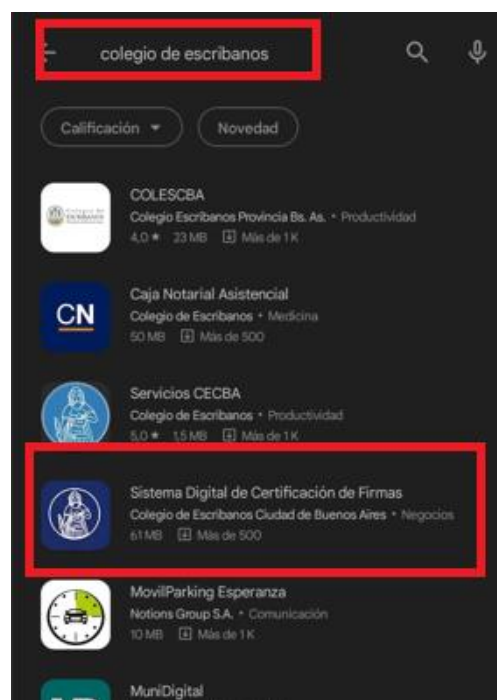 colegio de escribanos
Calificación
Novedad
COLESCBA
Colegio Escribanos Provincia Bs. As. • Productividad
4,0 ★ 23 MB Más de 1 K
CN
Caja Notarial Asistencial
Colegio de Escribanos • Medicina
50 MB Más de 500
Servicios CECBA
Colegio de Escribanos • Productividad
5,0 ★ 1,5 MB Más de 1 K
Sistema Digital de Certificación de Firmas
Colegio de Escribanos Ciudad de Buenos Aires • Negocios
61 MB Más de 500
MovilParking Esperanza
Notions Group S.A. • Comunicación
10 MB Más de 1 K
MuniDigital